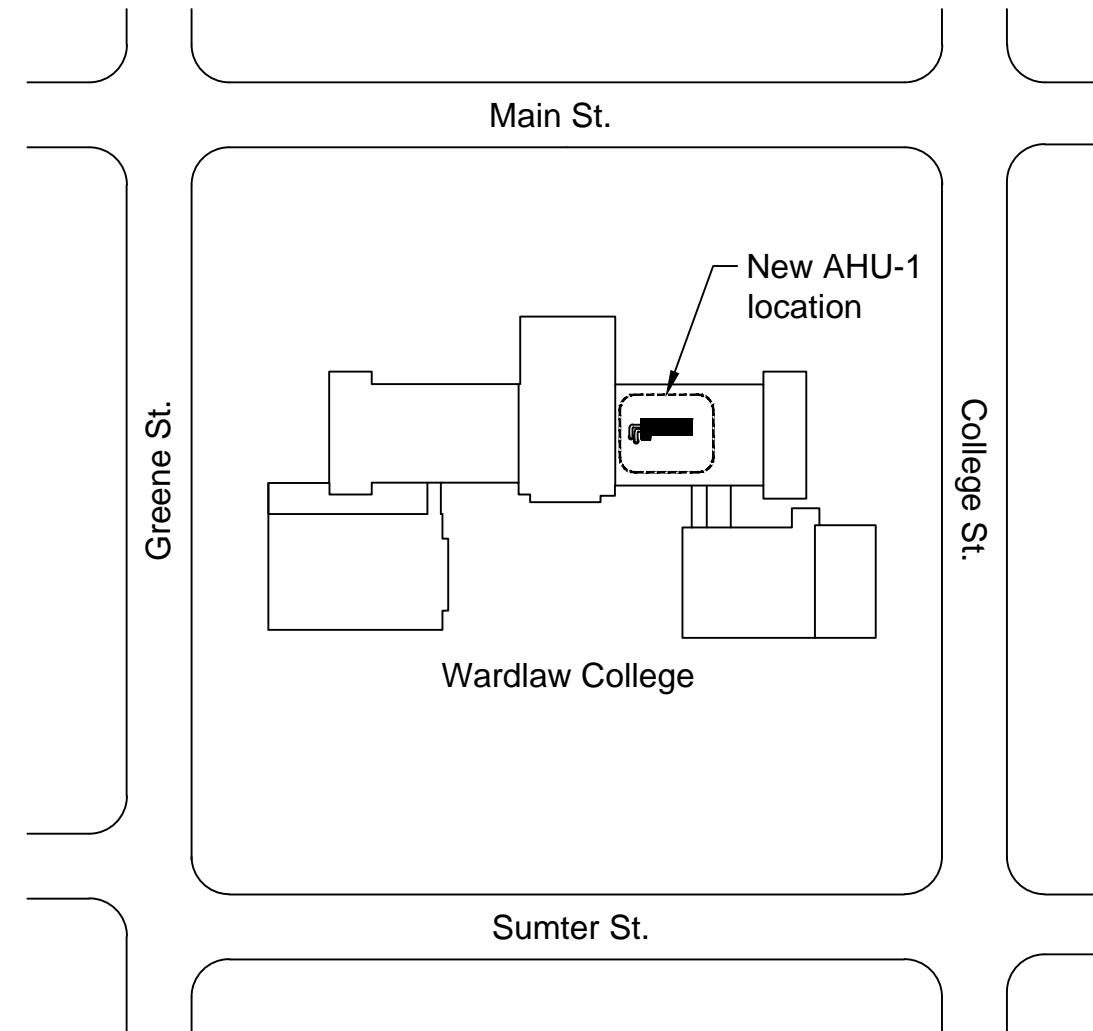 Main St.
New AHU-1
location
Greene St.
College St.
Wardlaw College
Sumter St.